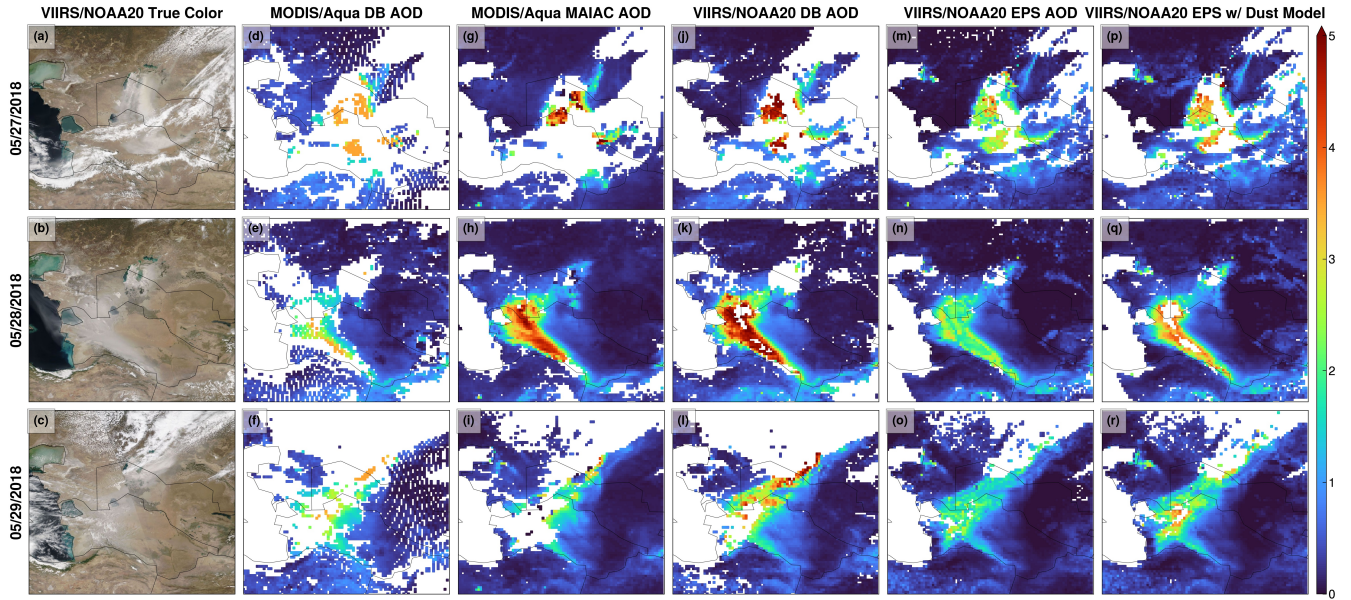 VIIRS/NOAA20 True Color
MODIS/Aqua DB AOD
MODIS/Aqua MAIAC AOD
VIIRS/NOAA20 DB AOD
VIIRS/NOAA20 EPS AOD
VIIRS/NOAA20 EPS w/ Dust Model
05/27/2018
(a)
(d)
(g)
(j)
(m)
(p)
05/28/2018
(b)
(e)
(h)
(k)
(n)
(q)
05/29/2018
(c)
(f)
(i)
(l)
(o)
(r)
5
4
3
2
1
0